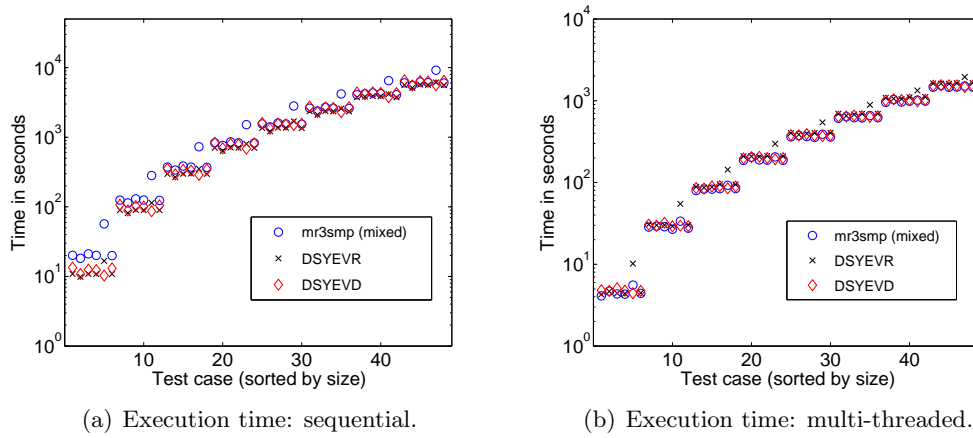 10^4
10^3
10^2
10^1
10^0
Time in seconds
mr3smp (mixed)
DSYEVR
DSYEVD
10 20 30 40
Test case (sorted by size)
(a) Execution time: sequential.
10^4
10^3
10^2
10^1
10^0
Time in seconds
mr3smp (mixed)
DSYEVR
DSYEVD
10 20 30 40
Test case (sorted by size)
(b) Execution time: multi-threaded.